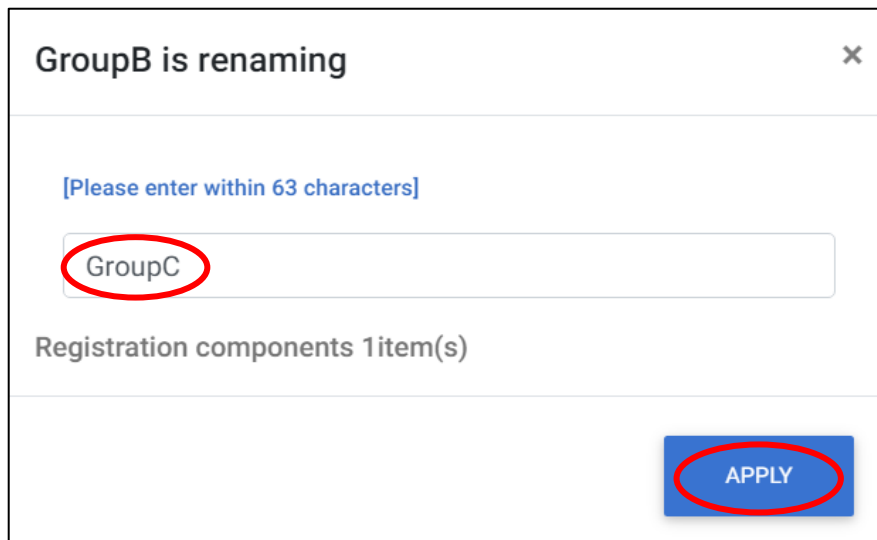 GroupB is renaming ×
[Please enter within 63 characters]
GroupC
Registration components 1item(s)
APPLY